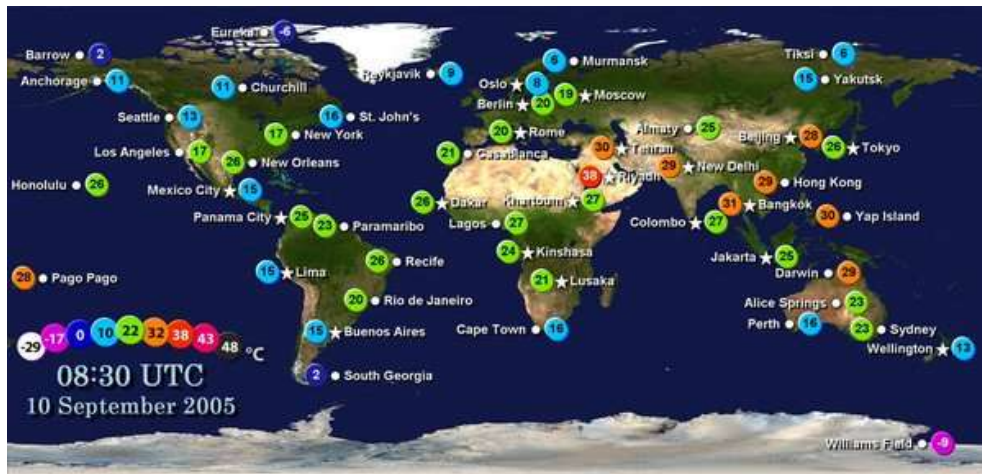 Eureka -6
Barrow 2
Tiksi 6
6 Murmansk
Reykjavik 9
Anchorage 11
15 Yakutsk
11 Churchill
Oslo 8
19 Moscow
Berlin 20
Seattle 13
16 St. John's
17 New York
20 Rome
Almaty 25
Beijing 28
26 Tokyo
Los Angeles 17
21 Casablanca
30 Tehran
26 New Orleans
29 New Delhi
38 Riyadh
29 Hong Kong
Honolulu 26
Mexico City 15
26 Dakar
Khartoum 27
31 Bangkok
Panama City 25
23 Paramaribo
Lagos 27
Colombo 27
30 Yap Island
24 Kinshasa
Jakarta 25
26 Recife
28 Pago Pago
15 Lima
21 Lusaka
Darwin 29
20 Rio de Janeiro
Alice Springs 23
15 Buenos Aires
Cape Town 16
Perth 16
23 Sydney
Wellington 13
-29 -17 0 10 22 32 38 43 48 °C
08:30 UTC
2 South Georgia
10 September 2005
Williams Field -9